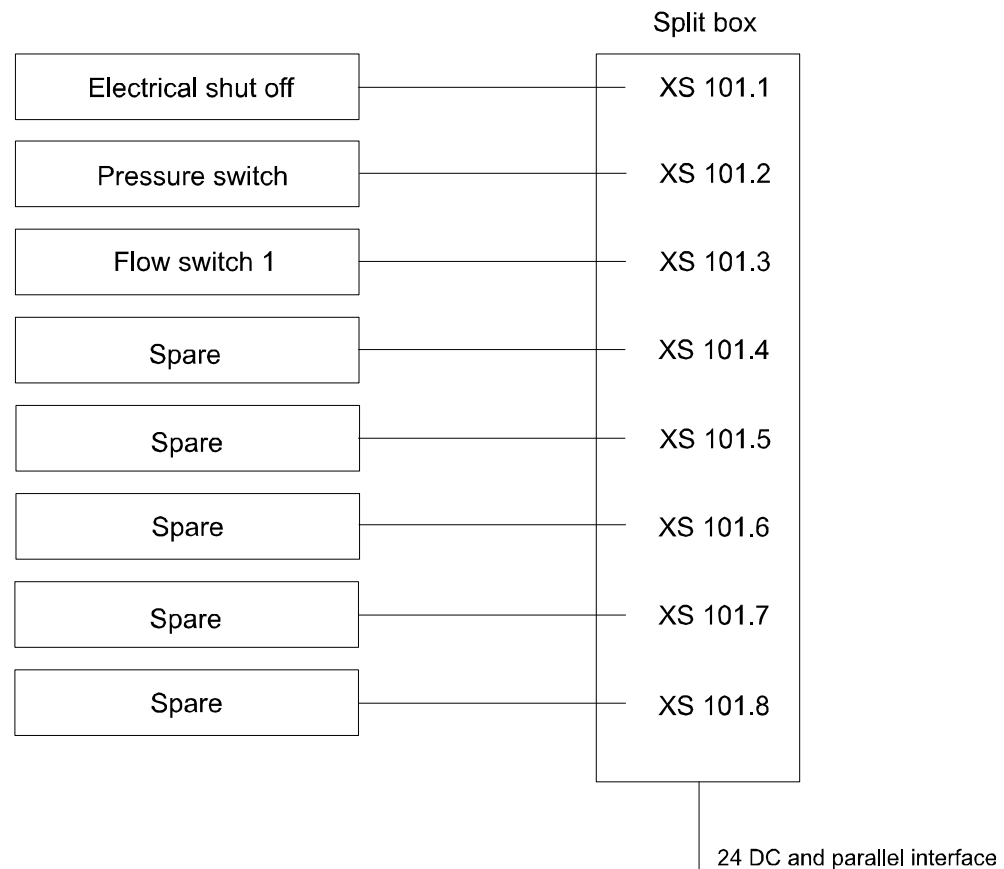 Split box
Electrical shut off
XS 101.1
Pressure switch
XS 101.2
Flow switch 1
XS 101.3
Spare
XS 101.4
Spare
XS 101.5
Spare
XS 101.6
Spare
XS 101.7
Spare
XS 101.8
24 DC and parallel interface